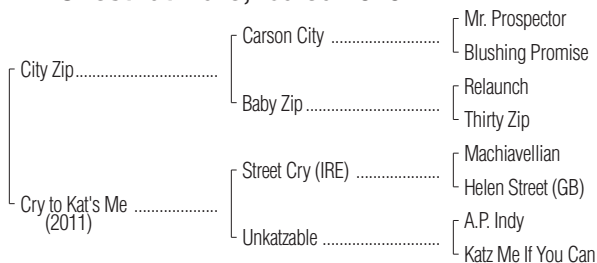 Mr. Prospector
Carson City ........................
Blushing Promise
City Zip...............................
Relaunch
Baby Zip.............................
Thirty Zip
Machiavellian
Street Cry (IRE) ..................
Helen Street (GB)
Cry to Kat's Me ..................
(2011)
A.P. Indy
Unkatzable .........................
Katz Me If You Can